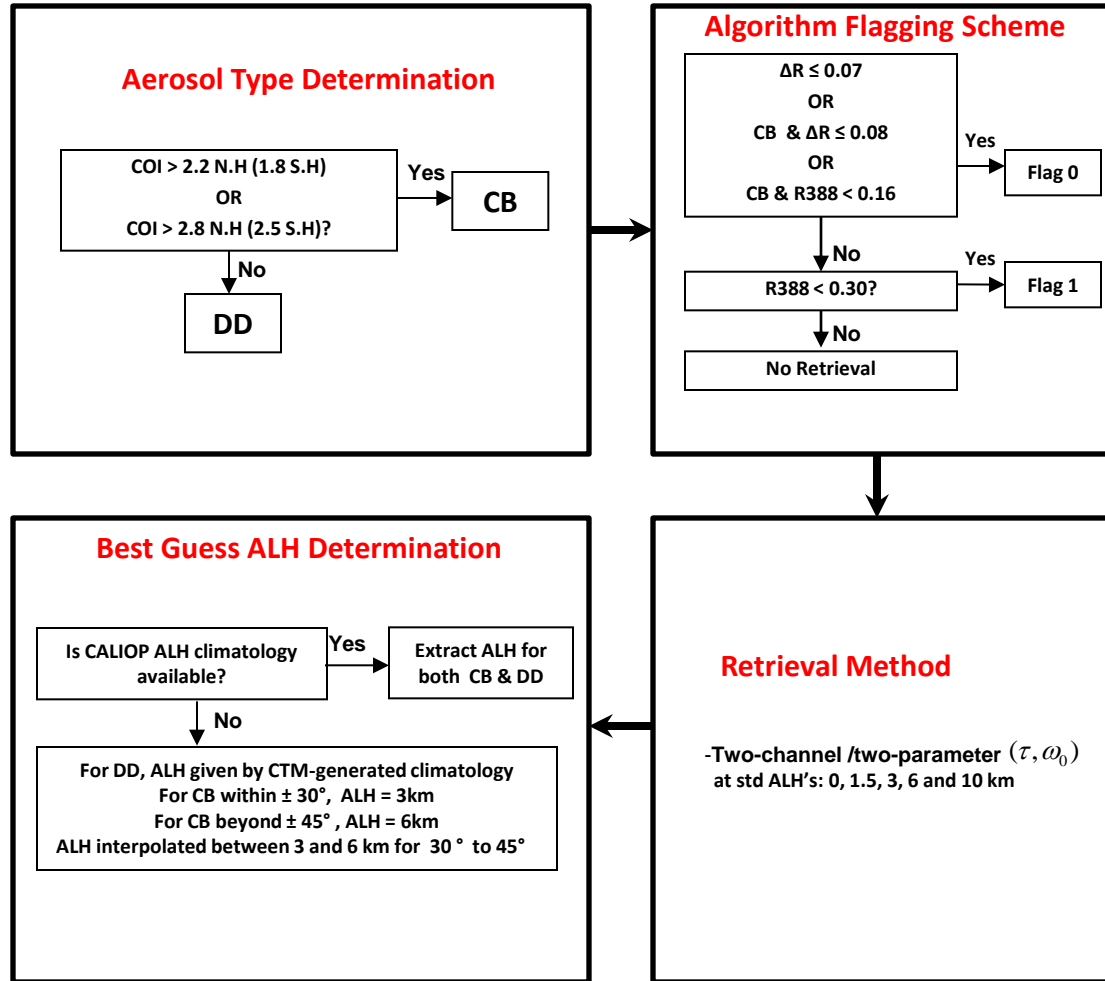 Aerosol Type Determination
COI > 2.2 N.H (1.8 S.H)
OR
COI > 2.8 N.H (2.5 S.H)?
Yes
CB
No
DD
Algorithm Flagging Scheme
ΔR ≤ 0.07
OR
CB & ΔR ≤ 0.08
OR
CB & R388 < 0.16
Yes
Flag 0
No
R388 < 0.30?
Yes
Flag 1
No
No Retrieval
Retrieval Method
-Two-channel /two-parameter (τ, ω₀)
at std ALH's: 0, 1.5, 3, 6 and 10 km
Best Guess ALH Determination
Is CALIOP ALH climatology
available?
Yes
Extract ALH for
both CB & DD
No
For DD, ALH given by CTM-generated climatology
For CB within ± 30°, ALH = 3km
For CB beyond ± 45° , ALH = 6km
ALH interpolated between 3 and 6 km for 30 ° to 45°